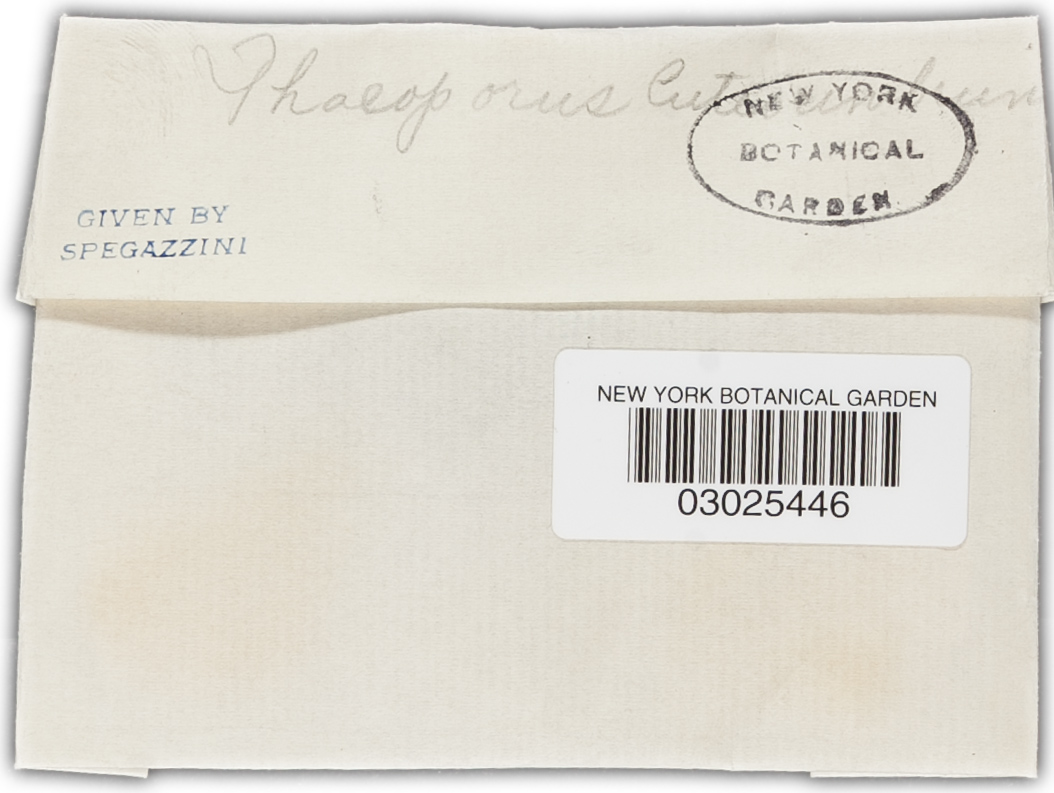 Phaeoporus
NEW YORK
BOTANICAL
GARDEN
GIVEN BY
SPEGAZZINI
NEW YORK BOTANICAL GARDEN
03025446